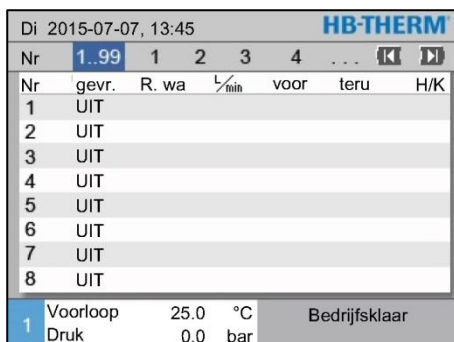 Di 2015-07-07, 13:45 HB-THERM
Nr 1..99 1 2 3 4 ...
Nr gevr. R. wa L/min voor teru H/K
1 UIT
2 UIT
3 UIT
4 UIT
5 UIT
6 UIT
7 UIT
8 UIT
1 Voorloop 25.0 °C Bedrijfsklaar
Druk 0.0 bar